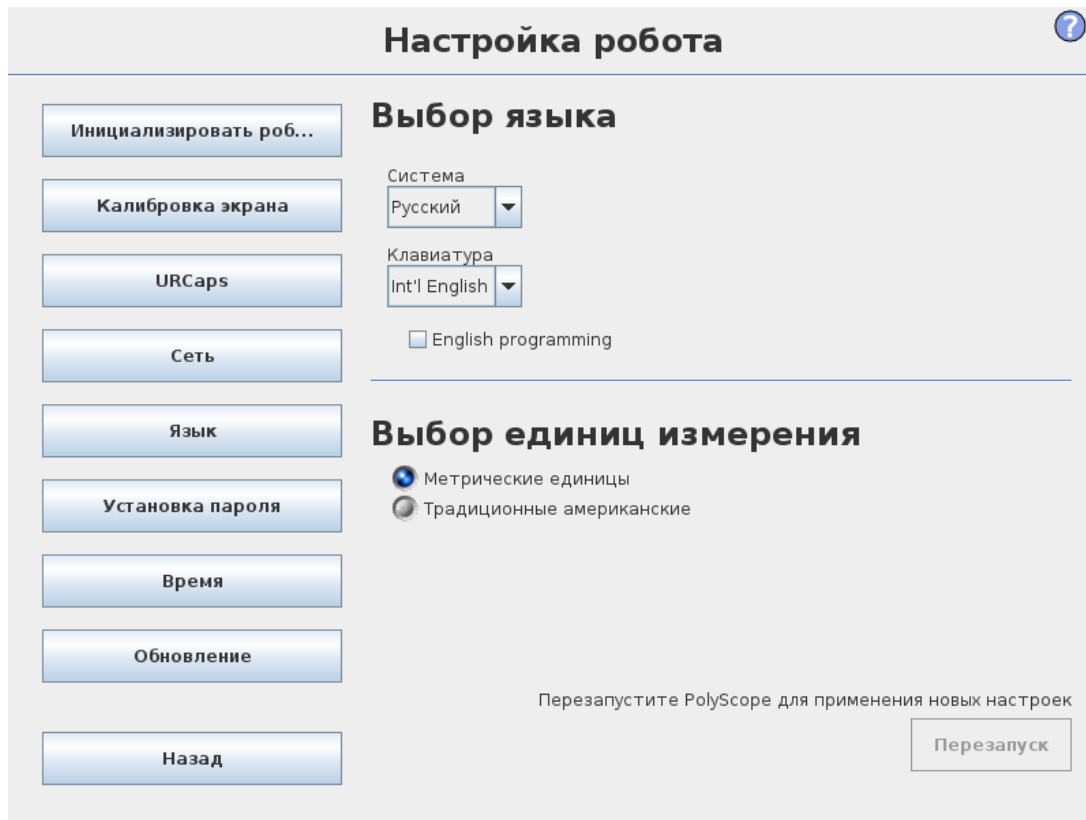 Настройка робота
?
Инициализировать роб...
Калибровка экрана
URCaps
Сеть
Язык
Установка пароля
Время
Обновление
Назад
Выбор языка
Система
Русский
Клавиатура
Int'l English
English programming
Выбор единиц измерения
Метрические единицы
Традиционные американские
Перезапустите PolyScope для применения новых настроек
Перезапуск